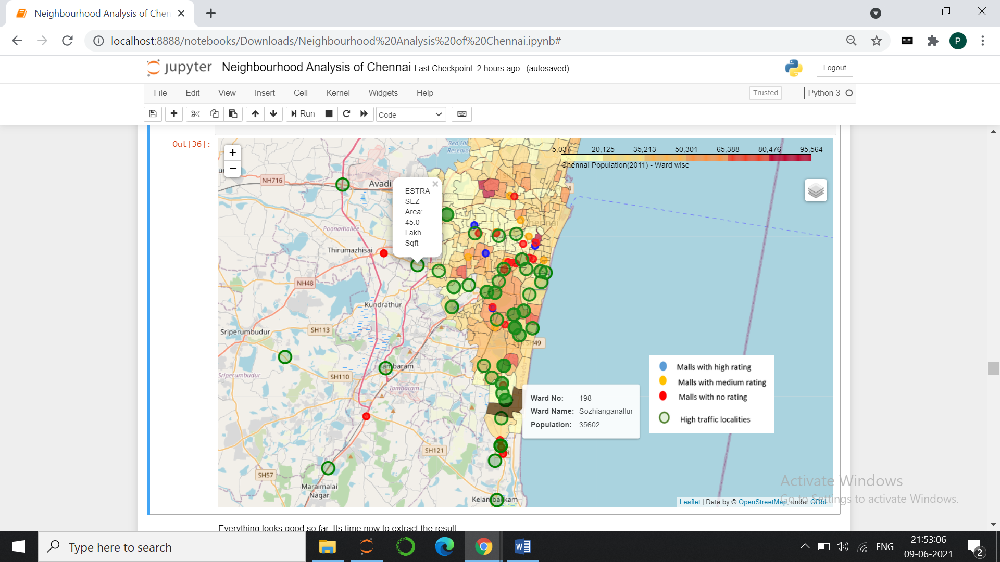 Neighbourhood Analysis of Chen
localhost:8888/notebooks/Downloads/Neighbourhood%20Analysis%20of%20Chennai.ipynb#
P
jupyter Neighbourhood Analysis of Chennai Last Checkpoint: 2 hours ago (autosaved)
Logout
File Edit View Insert Cell Kernel Widgets Help
Trusted
Python 3
Run
Code
Out[36]:
+
−
5,037 20,125 35,213 50,301 65,388 80,476 95,564
Chennai Population(2011) - Ward wise
NH716
Avadi
ESTRA
SEZ
Area:
45.0
Lakh
Sqft
Chennai
Poonamallee
Thirumazhisai
NH48
Kundrathur
Sriperumbudur
SH113
SH49
Tambaram
Sriperumbudur
SH110
Tambaram
Malls with high rating
Malls with medium rating
Malls with no rating
High traffic localities
Ward No: 198
Ward Name: Sozhianganallur
Population: 35602
SH121
SH57
Maraimalai
Nagar
Kelambakkam
Leaflet | Data by © OpenStreetMap, under ODbL.
Activate Windows
Go to Settings to activate Windows.
Everything looks good so far. Its time now to extract the result
Type here to search
ENG
21:53:06
09-06-2021
2